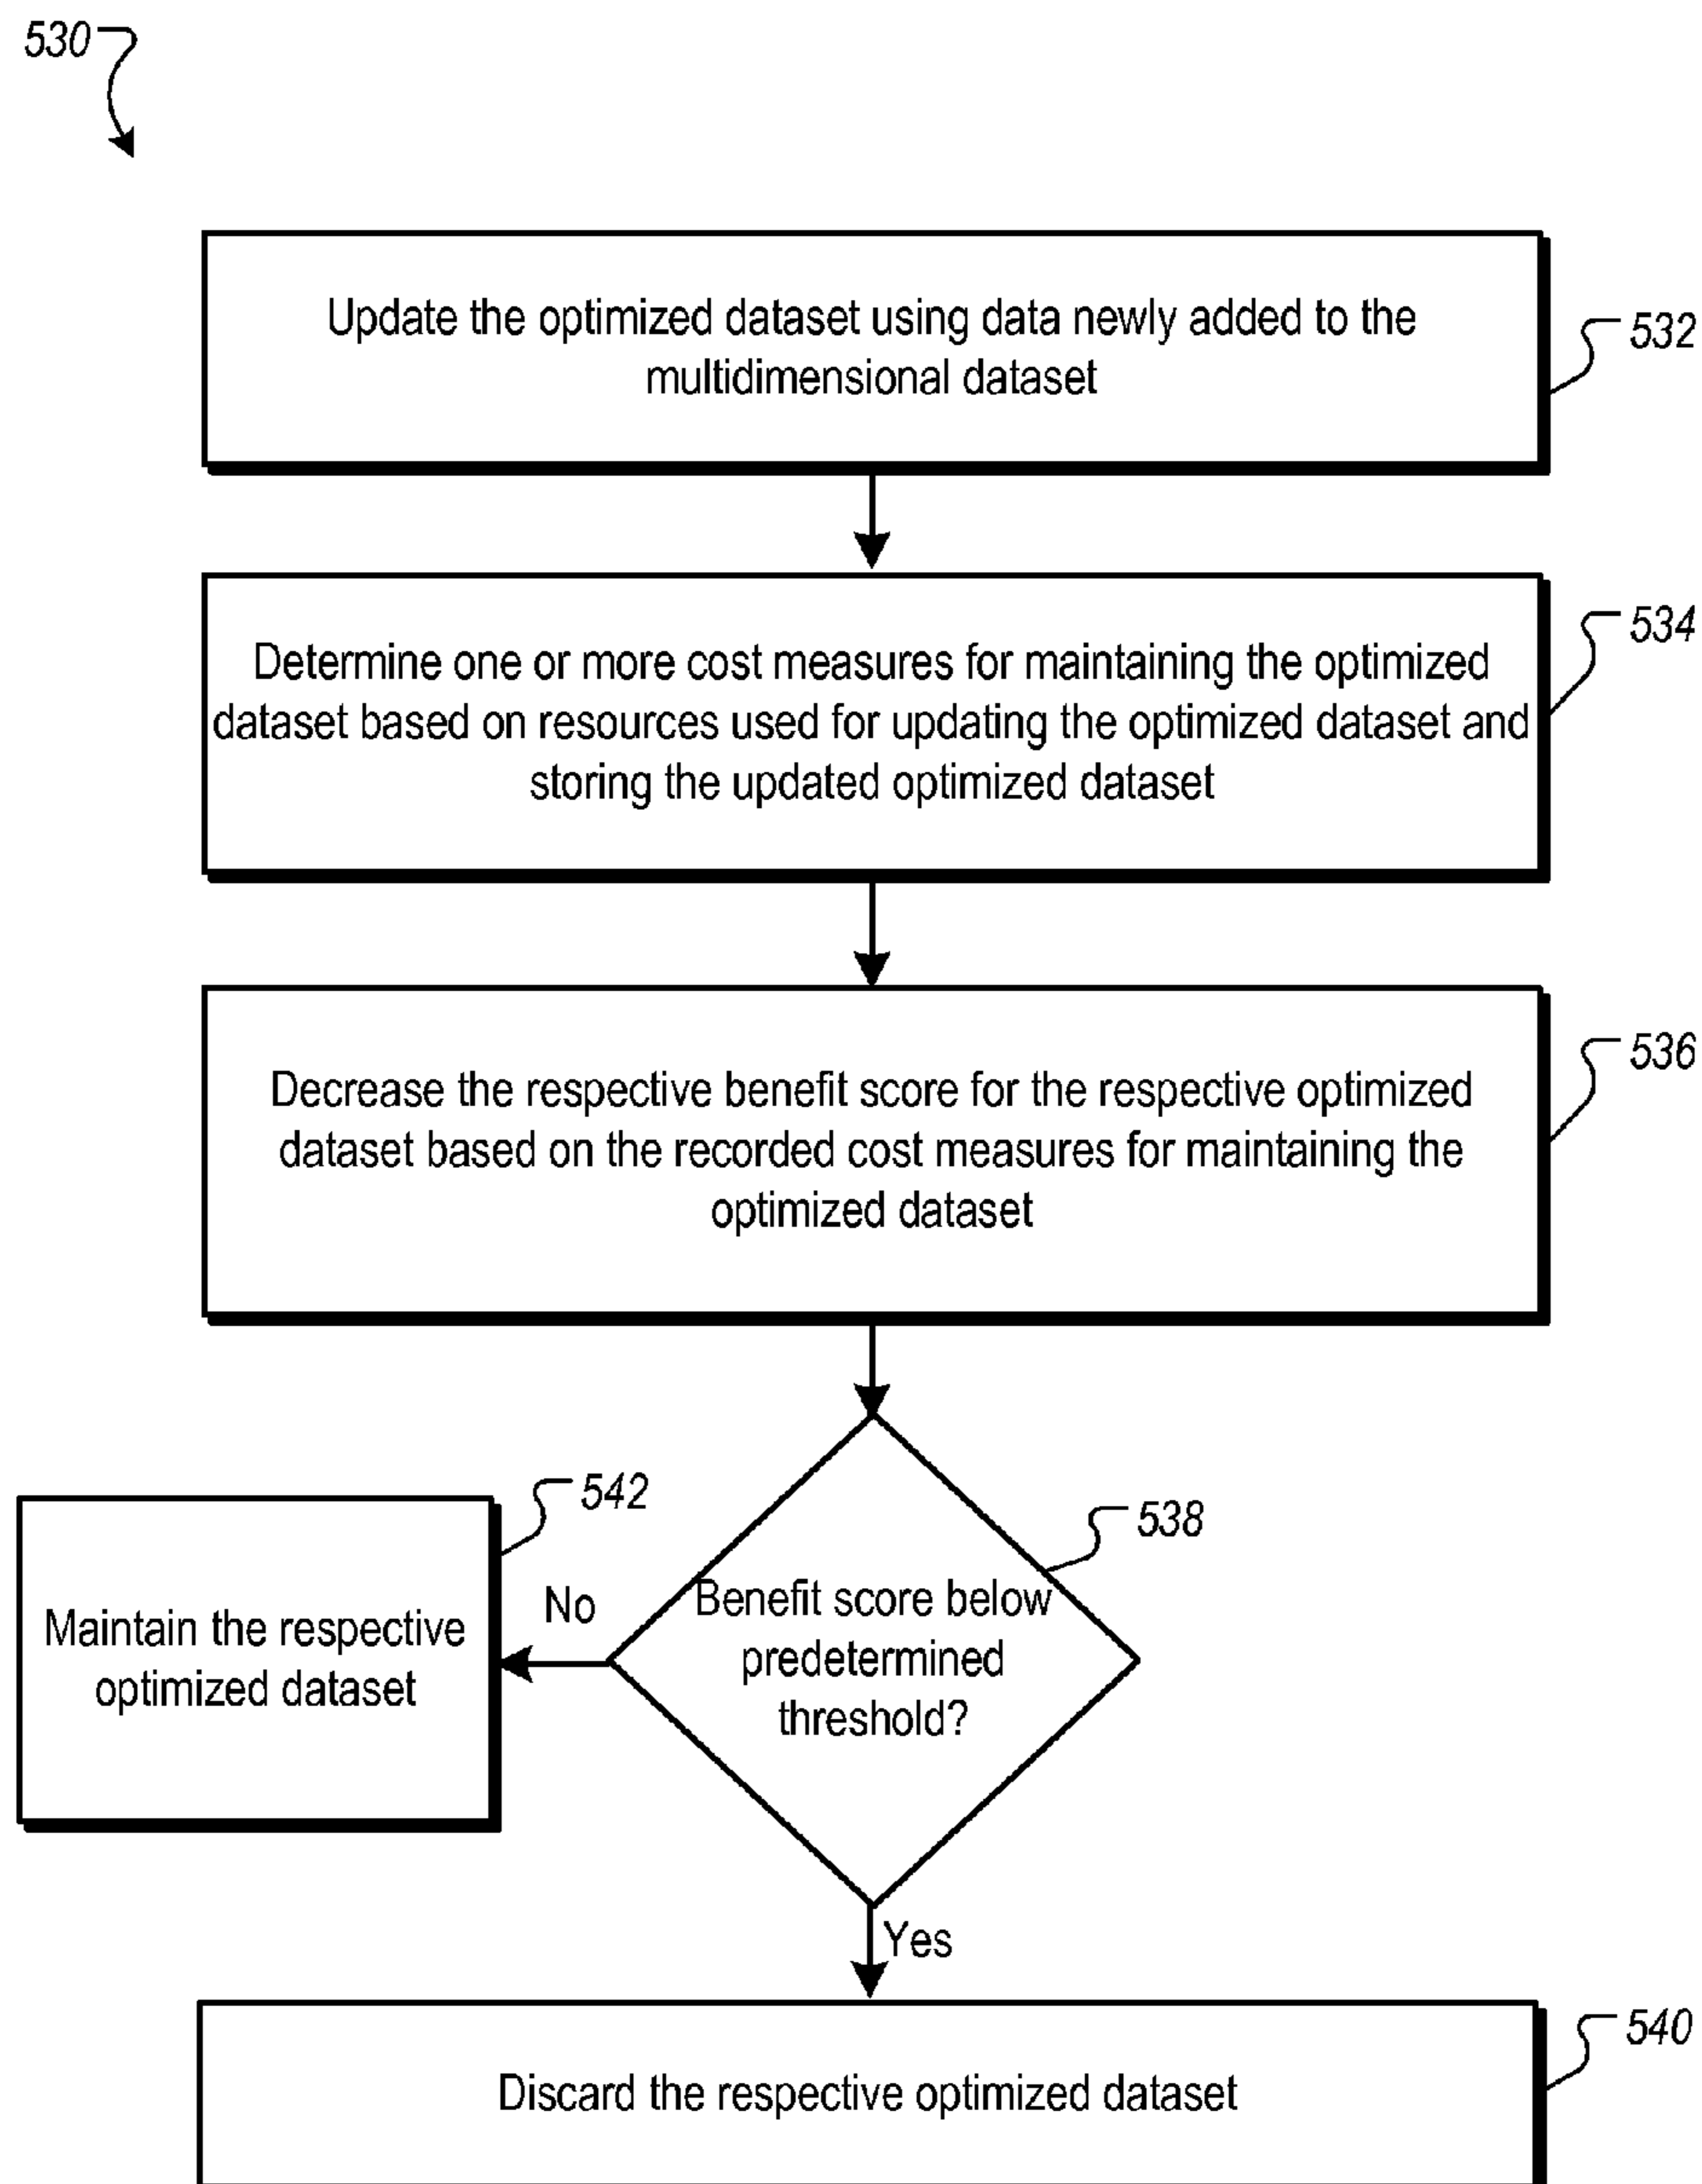 530
Update the optimized dataset using data newly added to the
multidimensional dataset
532
Determine one or more cost measures for maintaining the optimized
dataset based on resources used for updating the optimized dataset and
storing the updated optimized dataset
534
Decrease the respective benefit score for the respective optimized
dataset based on the recorded cost measures for maintaining the
optimized dataset
536
Benefit score below
predetermined
threshold?
538
No
Maintain the respective
optimized dataset
542
Yes
Discard the respective optimized dataset
540